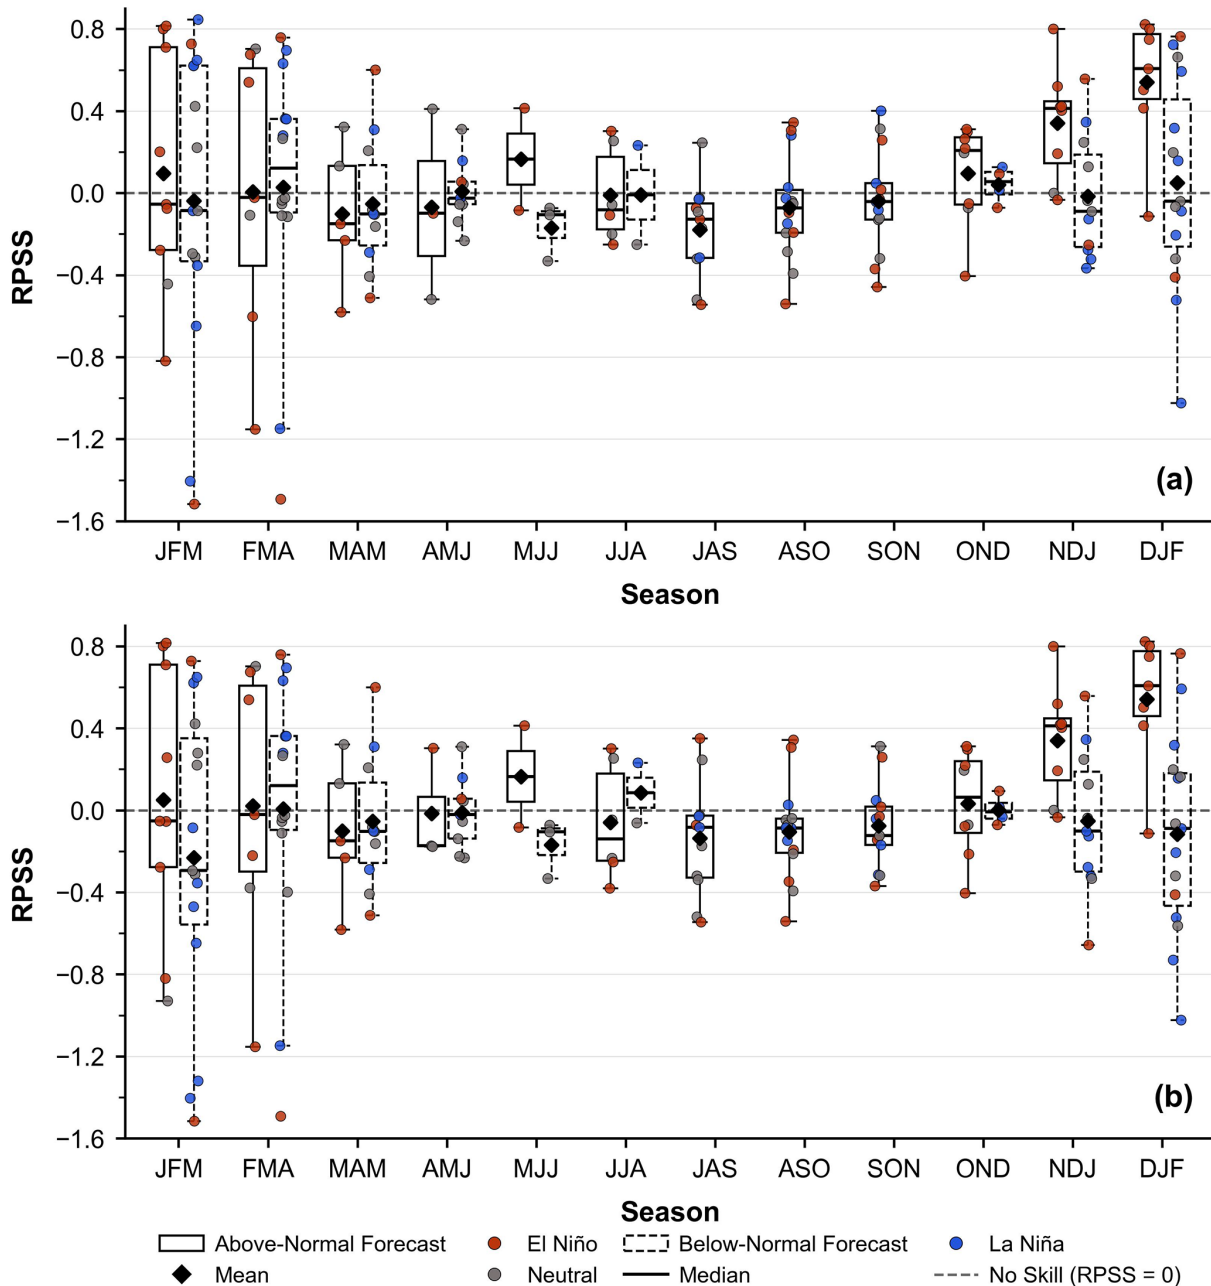 0.8
0.4
0.0
−0.4
−0.8
−1.2
−1.6
RPSS
(a)
JFM FMA MAM AMJ MJJ JJA JAS ASO SON OND NDJ DJF
Season
0.8
0.4
0.0
−0.4
−0.8
−1.2
−1.6
RPSS
(b)
JFM FMA MAM AMJ MJJ JJA JAS ASO SON OND NDJ DJF
Season
Above-Normal Forecast El Niño Below-Normal Forecast La Niña
Mean Neutral Median No Skill (RPSS = 0)